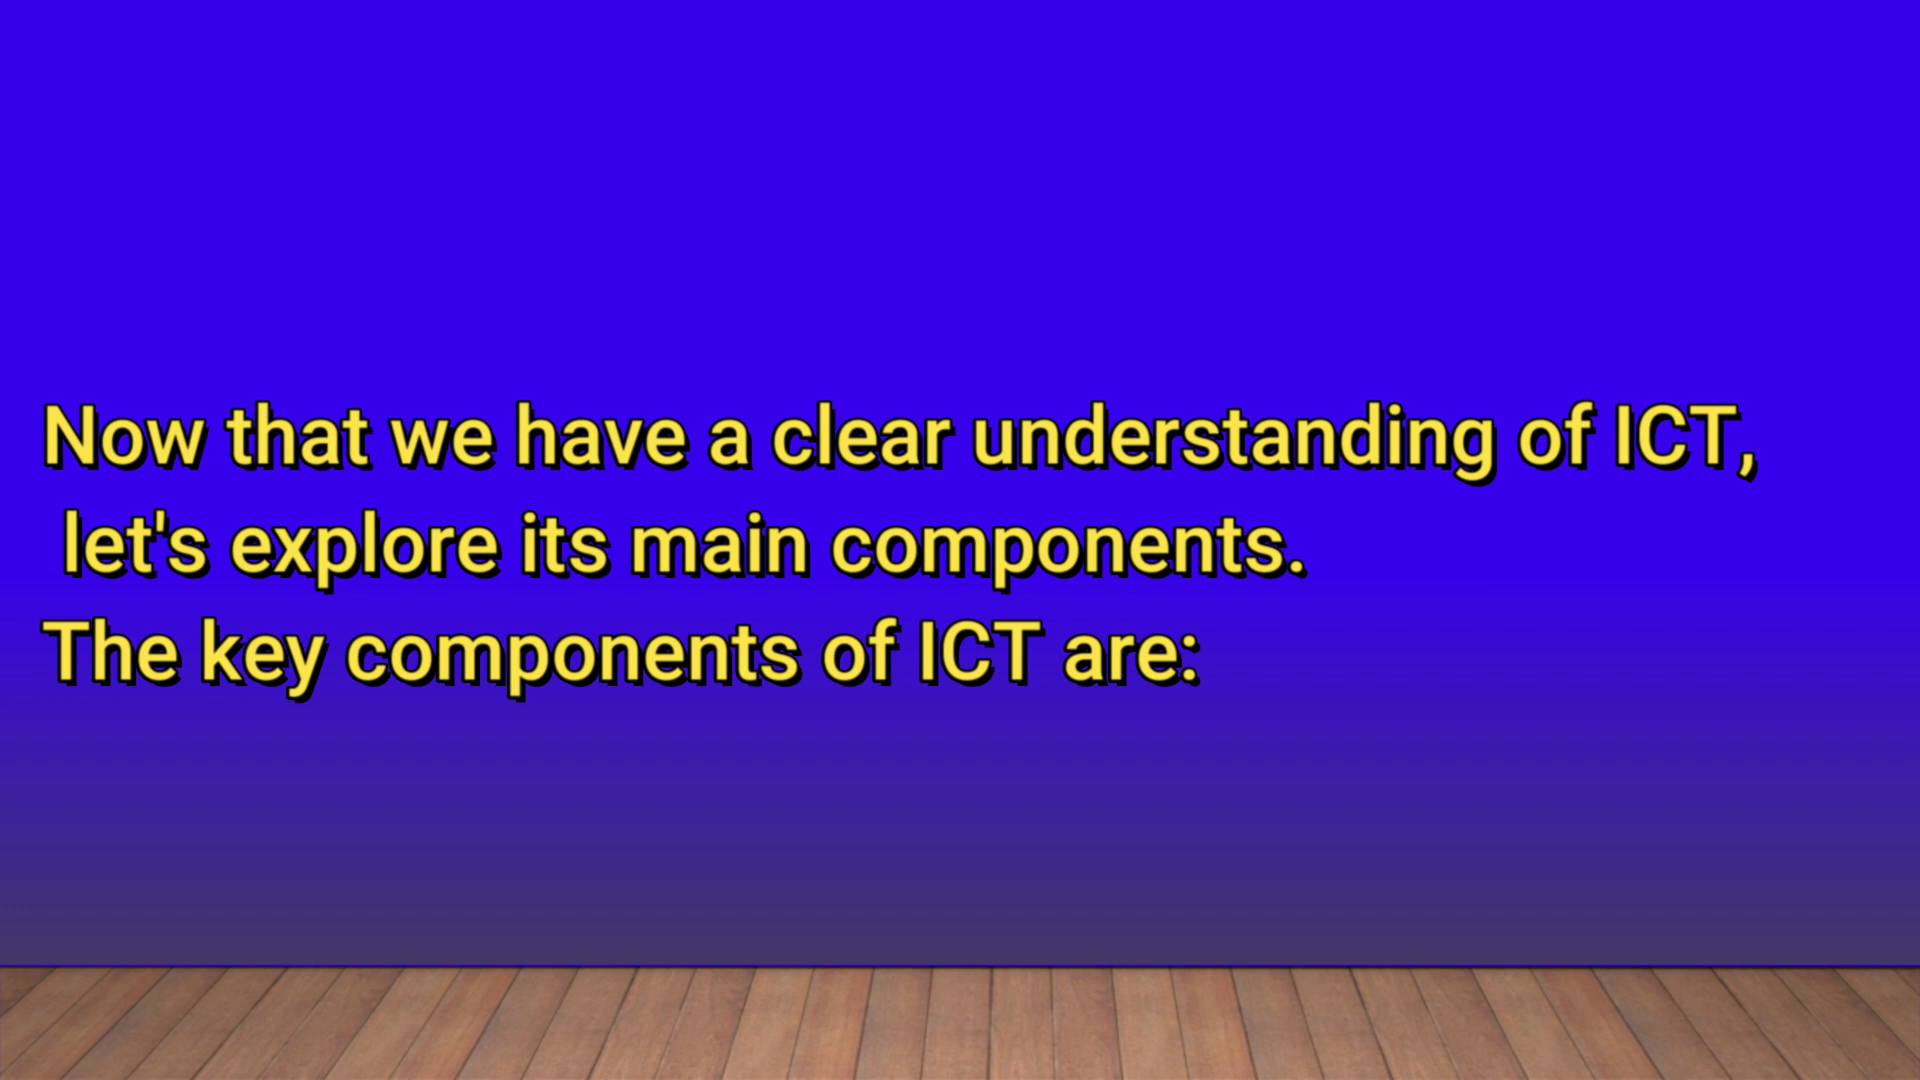 Now that we have a clear understanding of ICT,
let's explore its main components.
The key components of ICT are: